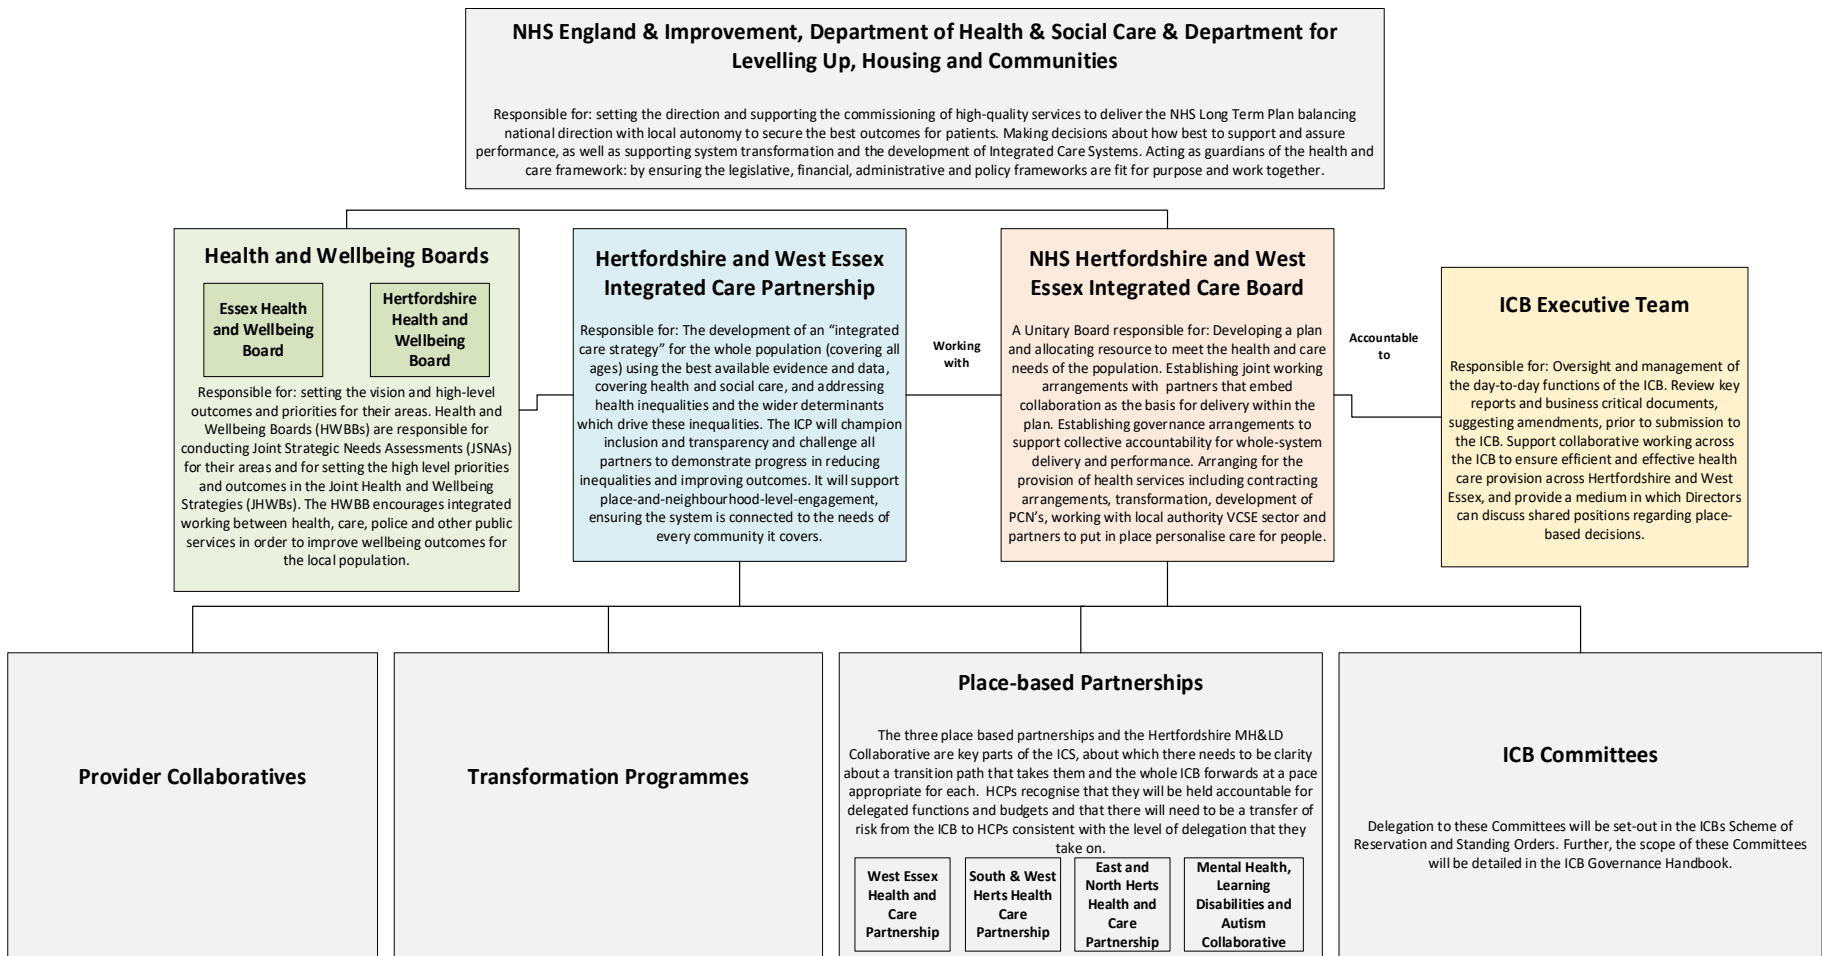 NHS England & Improvement, Department of Health & Social Care & Department for
Levelling Up, Housing and Communities
Responsible for: setting the direction and supporting the commissioning of high-quality services to deliver the NHS Long Term Plan balancing
national direction with local autonomy to secure the best outcomes for patients. Making decisions about how best to support and assure
performance, as well as supporting system transformation and the development of Integrated Care Systems. Acting as guardians of the health and
care framework: by ensuring the legislative, financial, administrative and policy frameworks are fit for purpose and work together.
Health and Wellbeing Boards
Essex Health
and Wellbeing
Board
Hertfordshire
Health and
Wellbeing
Board
Responsible for: setting the vision and high-level
outcomes and priorities for their areas. Health and
Wellbeing Boards (HWBBs) are responsible for
conducting Joint Strategic Needs Assessments (JSNAs)
for their areas and for setting the high level priorities
and outcomes in the Joint Health and Wellbeing
Strategies (JHWBs). The HWBB encourages integrated
working between health, care, police and other public
services in order to improve wellbeing outcomes for
the local population.
Hertfordshire and West Essex
Integrated Care Partnership
Responsible for: The development of an “integrated
care strategy” for the whole population (covering all
ages) using the best available evidence and data,
covering health and social care, and addressing
health inequalities and the wider determinants
which drive these inequalities. The ICP will champion
inclusion and transparency and challenge all
partners to demonstrate progress in reducing
inequalities and improving outcomes. It will support
place-and-neighbourhood-level-engagement,
ensuring the system is connected to the needs of
every community it covers.
Working
with
NHS Hertfordshire and West
Essex Integrated Care Board
A Unitary Board responsible for: Developing a plan
and allocating resource to meet the health and care
needs of the population. Establishing joint working
arrangements with partners that embed
collaboration as the basis for delivery within the
plan. Establishing governance arrangements to
support collective accountability for whole-system
delivery and performance. Arranging for the
provision of health services including contracting
arrangements, transformation, development of
PCN’s, working with local authority VCSE sector and
partners to put in place personalise care for people.
Accountable
to
ICB Executive Team
Responsible for: Oversight and management of
the day-to-day functions of the ICB. Review key
reports and business critical documents,
suggesting amendments, prior to submission to
the ICB. Support collaborative working across
the ICB to ensure efficient and effective health
care provision across Hertfordshire and West
Essex, and provide a medium in which Directors
can discuss shared positions regarding place-
based decisions.
Provider Collaboratives
Transformation Programmes
Place-based Partnerships
The three place based partnerships and the Hertfordshire MH&LD
Collaborative are key parts of the ICS, about which there needs to be clarity
about a transition path that takes them and the whole ICB forwards at a pace
appropriate for each. HCPs recognise that they will be held accountable for
delegated functions and budgets and that there will need to be a transfer of
risk from the ICB to HCPs consistent with the level of delegation that they
take on.
West Essex
Health and
Care
Partnership
South & West
Herts Health
Care
Partnership
East and
North Herts
Health and
Care
Partnership
Mental Health,
Learning
Disabilities and
Autism
Collaborative
ICB Committees
Delegation to these Committees will be set-out in the ICBs Scheme of
Reservation and Standing Orders. Further, the scope of these Committees
will be detailed in the ICB Governance Handbook.